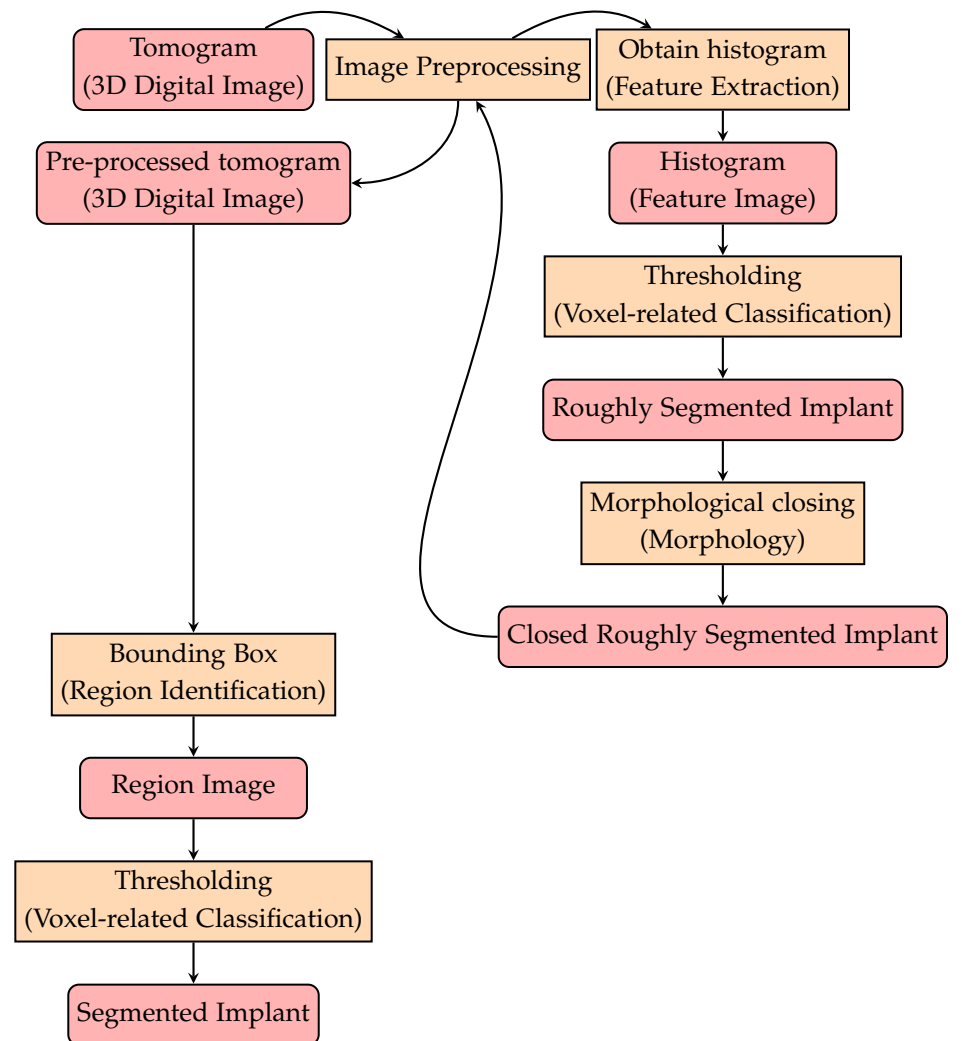 Tomogram
(3D Digital Image)
Image Preprocessing
Obtain histogram
(Feature Extraction)
Pre-processed tomogram
(3D Digital Image)
Histogram
(Feature Image)
Thresholding
(Voxel-related Classification)
Roughly Segmented Implant
Morphological closing
(Morphology)
Closed Roughly Segmented Implant
Bounding Box
(Region Identification)
Region Image
Thresholding
(Voxel-related Classification)
Segmented Implant